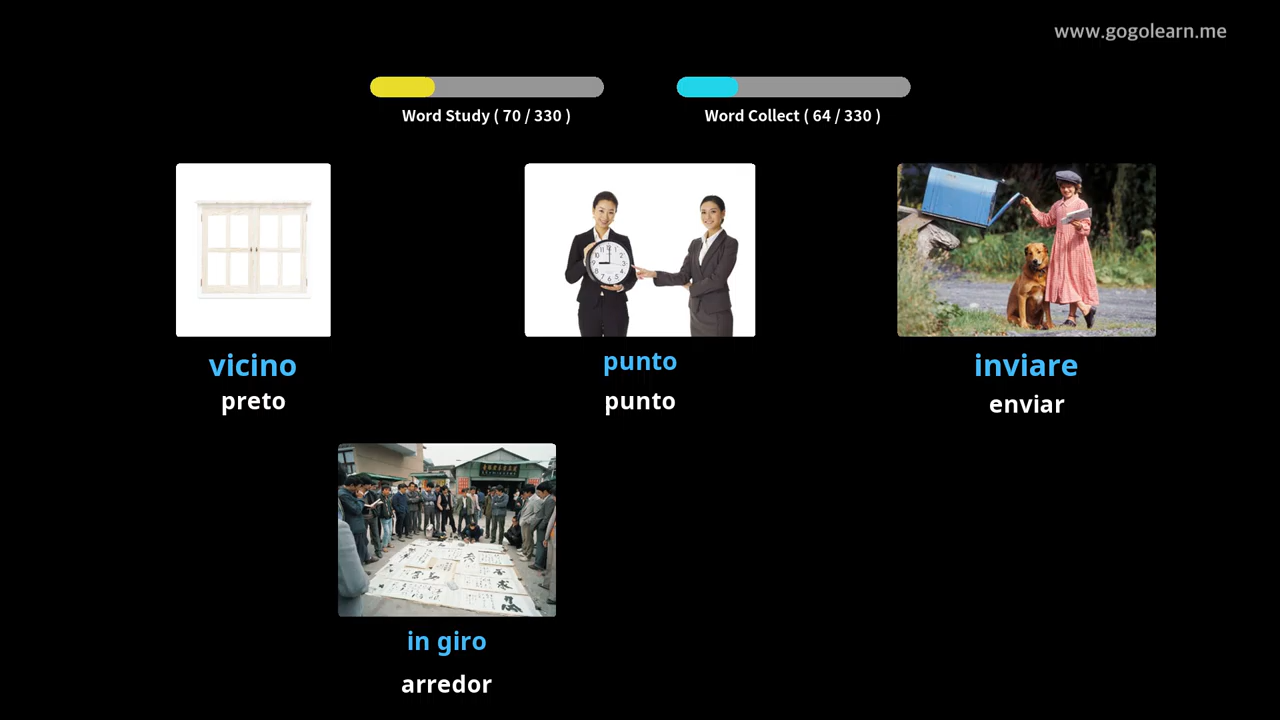 www.gogolearn.me
Word Study ( 70 / 330 )
Word Collect ( 64 / 330 )
vicino
preto
punto
punto
inviare
enviar
in giro
arredor